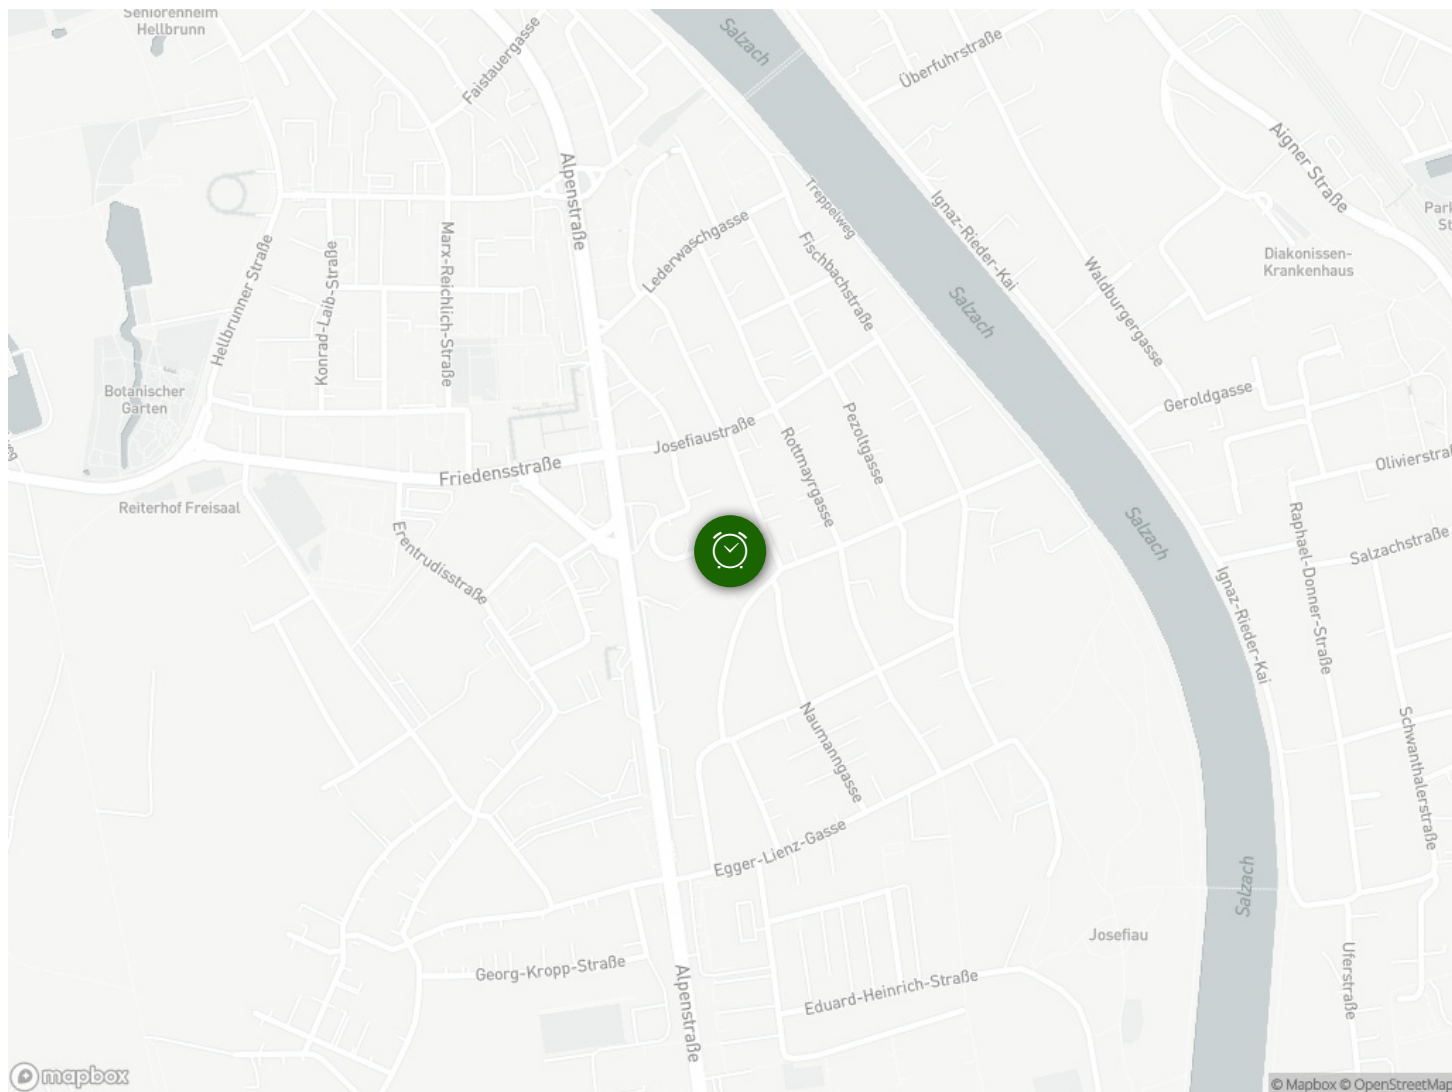 Seniorenheim
Hellbrunn
Faistauergasse
Salzach
Überfuhrstraße
Aigner Straße
Alpenstraße
Treppelweg
Ignaz-Rieder-Kai
Lederwaschgasse
Fischbachstraße
Marx-Reichlich-Straße
Konrad-Laib-Straße
Hellbrunner Straße
Waldburgergasse
Diakonissen-
Krankenhaus
Salzach
Botanischer
Garten
Geroldgasse
Josefiaustraße
Rottmayrgasse
Pezoltgasse
Friedensstraße
Reiterhof Freisaal
Erentrudisstraße
Salzach
Raphael-Donner-Straße
Salzachstraße
Ignaz-Rieder-Kai
Naumanngasse
Schwanthalerstraße
Egger-Lienz-Gasse
Salzach
Josefiau
Georg-Kropp-Straße
Eduard-Heinrich-Straße
Alpenstraße
Uferstraße
mapbox
© Mapbox © OpenStreetMap